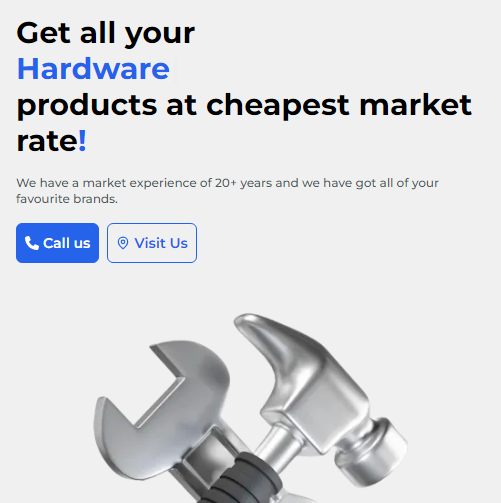 Get all your
Hardware
products at cheapest market
rate!
We have a market experience of 20+ years and we have got all of your
favourite brands.
Call us
Visit Us